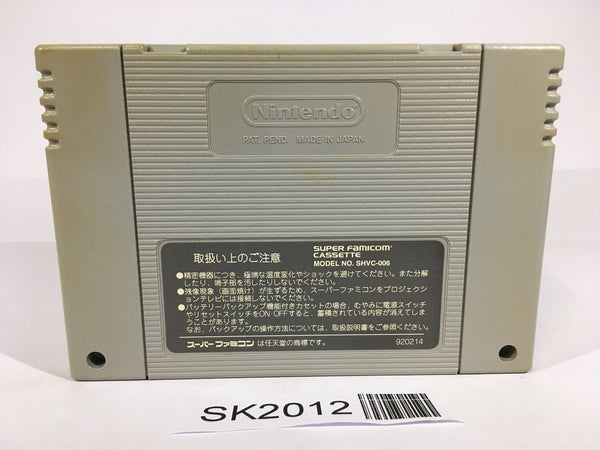 Nintendo
PAT. PEND. MADE IN JAPAN
取扱い上のご注意
SUPER FAMICOM
CASSETTE
MODEL NO. SHVC-006
●精密機器につき、極端な温度変化やショックを避けてください。また分解
したり、端子部を汚したりしないでください。
●残像現象(画面焼け)が生ずるため、スーパーファミコンをプロジェクシ
ョンテレビには接続しないでください。
●バッテリーバックアップ機能付きカセットの場合、むやみに電源スイッチ
やリセットスイッチをON・OFFすると、蓄積されている内容が消えてしま
うことがあります。
なお、バックアップの操作方法については、取扱説明書をご参照ください。
スーパーファミコン は任天堂の商標です。
920214
SK2012